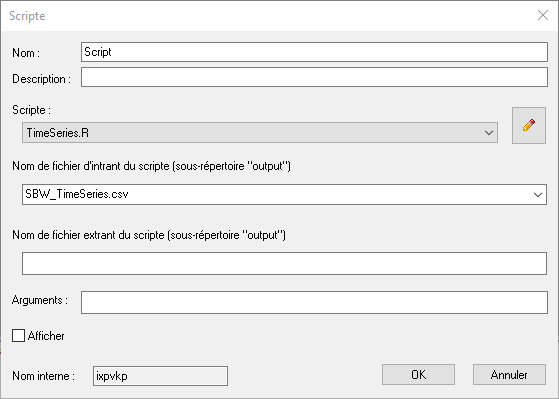 Scripte
Nom : Script
Description :
Scripte :
TimeSeries.R
Nom de fichier d'intrant du scripte (sous-répertoire "output")
SBW_TimeSeries.csv
Nom de fichier extrant du scripte (sous-répertoire "output")
Arguments :
Afficher
Nom interne : ixpvkp OK Annuler